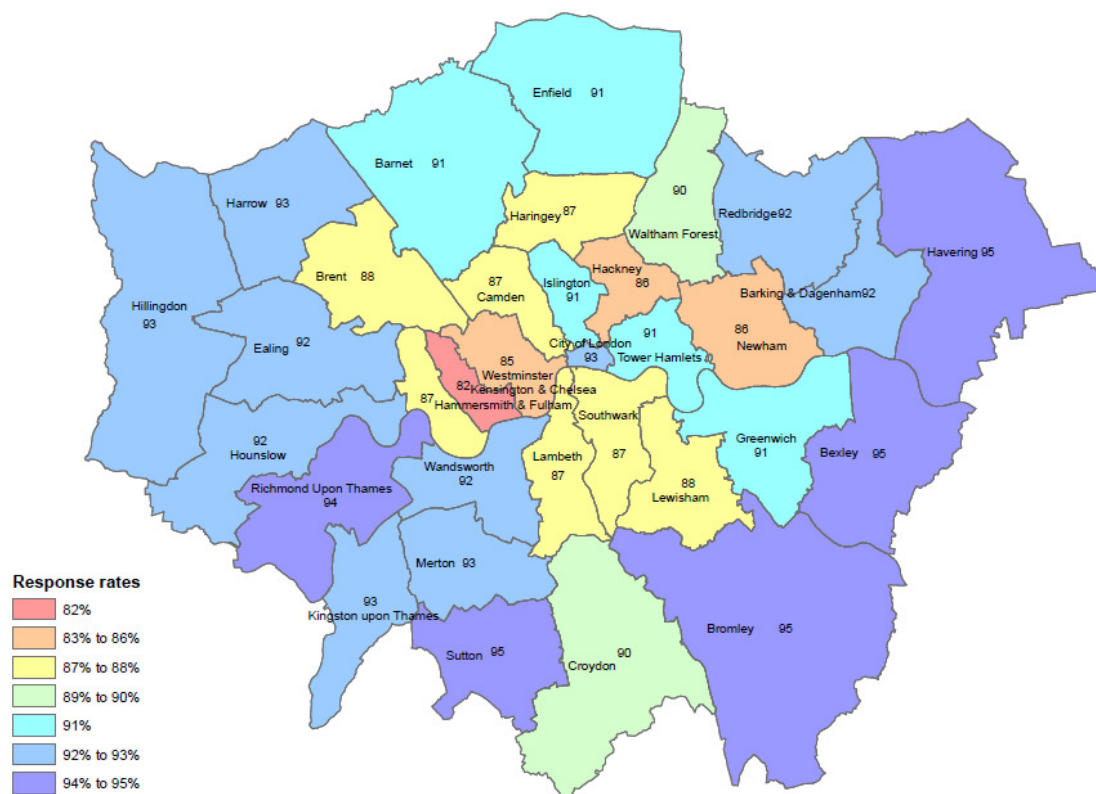 Enfield 91
Barnet 91
Harrow 93
Haringey 87
90
Waltham Forest
Redbridge 92
Havering 95
Brent 88
Hackney
86
Islington
91
87
Camden
Hillingdon
93
Barking & Dagenham 92
Ealing 92
City of London
93
91
Tower Hamlets
86
Newham
85
Westminster
82
Kensington & Chelsea
87
Hammersmith & Fulham
Southwark
87
92
Hounslow
Greenwich
91
Bexley 95
Wandsworth
92
Lambeth
87
88
Lewisham
Richmond Upon Thames
94
Merton 93
93
Kingston upon Thames
Sutton 95
90
Croydon
Bromley 95
Response rates
82%
83% to 86%
87% to 88%
89% to 90%
91%
92% to 93%
94% to 95%